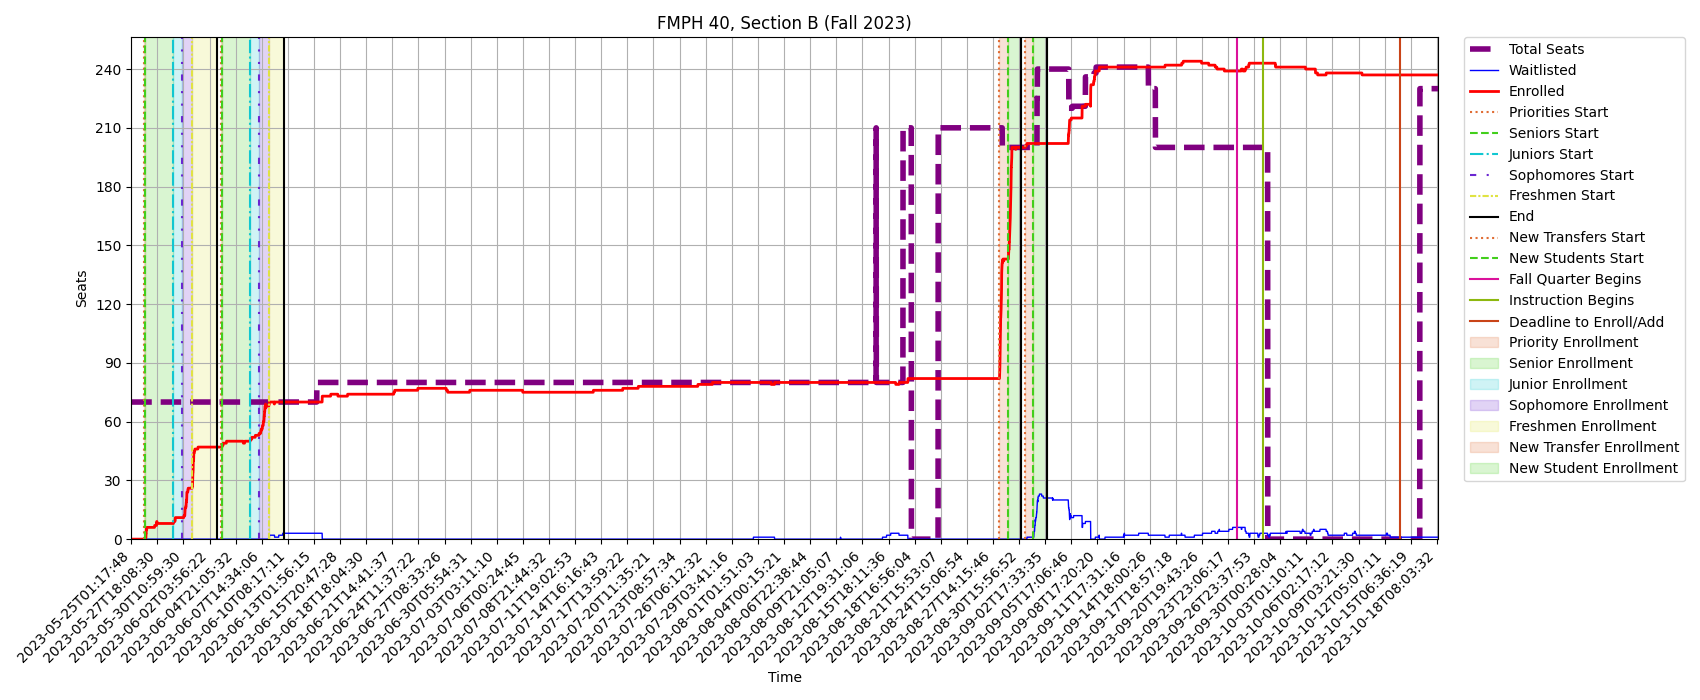 FMPH 40, Section B (Fall 2023)
Seats
240
210
180
150
120
90
60
30
0
2023-05-25T01:17:48
2023-05-27T18:08:30
2023-05-30T10:59:30
2023-06-02T03:56:22
2023-06-04T21:05:32
2023-06-07T14:34:06
2023-06-10T08:17:11
2023-06-13T01:56:15
2023-06-15T20:47:28
2023-06-18T18:04:30
2023-06-21T14:41:37
2023-06-24T11:37:22
2023-06-27T08:33:26
2023-06-30T05:54:31
2023-07-03T03:11:10
2023-07-06T00:24:45
2023-07-08T21:44:32
2023-07-11T19:02:53
2023-07-14T16:16:43
2023-07-17T13:59:22
2023-07-20T11:35:21
2023-07-23T08:57:34
2023-07-26T06:12:32
2023-07-29T03:41:16
2023-08-01T01:51:03
2023-08-04T00:15:21
2023-08-06T22:38:44
2023-08-09T21:05:07
2023-08-12T19:31:06
2023-08-15T18:11:36
2023-08-18T16:56:04
2023-08-21T15:53:07
2023-08-24T15:06:54
2023-08-27T14:15:46
2023-08-30T15:56:52
2023-09-02T17:33:35
2023-09-05T17:06:46
2023-09-08T17:20:20
2023-09-11T17:31:16
2023-09-14T18:00:26
2023-09-17T18:57:18
2023-09-20T19:43:26
2023-09-23T23:06:17
2023-09-26T23:37:53
2023-09-30T00:28:04
2023-10-03T01:10:11
2023-10-06T02:17:12
2023-10-09T03:21:30
2023-10-12T05:07:11
2023-10-15T06:36:19
2023-10-18T08:03:32
Time
Total Seats
Waitlisted
Enrolled
Priorities Start
Seniors Start
Juniors Start
Sophomores Start
Freshmen Start
End
New Transfers Start
New Students Start
Fall Quarter Begins
Instruction Begins
Deadline to Enroll/Add
Priority Enrollment
Senior Enrollment
Junior Enrollment
Sophomore Enrollment
Freshmen Enrollment
New Transfer Enrollment
New Student Enrollment